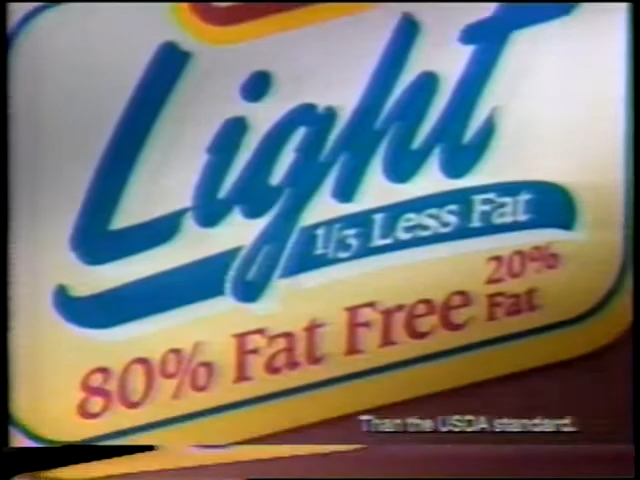 Light
1/3 Less Fat
80% Fat Free 20% Fat
Than the USDA standard.